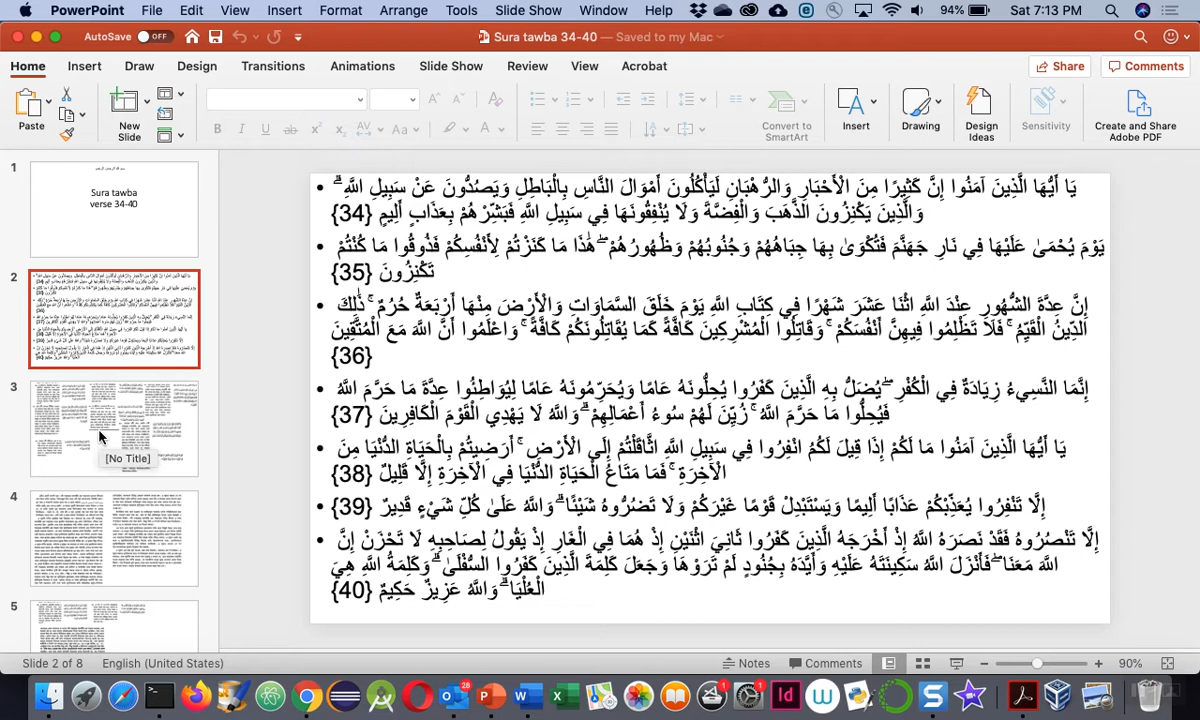 PowerPoint File Edit View Insert Format Arrange Tools Slide Show Window Help 94% Sat 7:13 PM
AutoSave OFF Sura tawba 34-40 — Saved to my Mac
Home Insert Draw Design Transitions Animations Slide Show Review View Acrobat Share Comments
Paste New Slide Convert to SmartArt Insert Drawing Design Ideas Sensitivity Create and Share Adobe PDF
1
Sura tawba
verse 34-40
2
3
[No Title]
4
5
يَا أَيُّهَا الَّذِينَ آمَنُوا إِنَّ كَثِيرًا مِنَ الْأَحْبَارِ وَالرُّهْبَانِ لَيَأْكُلُونَ أَمْوَالَ النَّاسِ بِالْبَاطِلِ وَيَصُدُّونَ عَنْ سَبِيلِ اللَّهِ ۗ
وَالَّذِينَ يَكْنِزُونَ الذَّهَبَ وَالْفِضَّةَ وَلَا يُنْفِقُونَهَا فِي سَبِيلِ اللَّهِ فَبَشِّرْهُمْ بِعَذَابٍ أَلِيمٍ {34}
يَوْمَ يُحْمَىٰ عَلَيْهَا فِي نَارِ جَهَنَّمَ فَتُكْوَىٰ بِهَا جِبَاهُهُمْ وَجُنُوبُهُمْ وَظُهُورُهُمْ ۖ هَٰذَا مَا كَنَزْتُمْ لِأَنْفُسِكُمْ فَذُوقُوا مَا كُنْتُمْ
تَكْنِزُونَ {35}
إِنَّ عِدَّةَ الشُّهُورِ عِنْدَ اللَّهِ اثْنَا عَشَرَ شَهْرًا فِي كِتَابِ اللَّهِ يَوْمَ خَلَقَ السَّمَاوَاتِ وَالْأَرْضَ مِنْهَا أَرْبَعَةٌ حُرُمٌ ۚ ذَٰلِكَ
الدِّينُ الْقَيِّمُ ۚ فَلَا تَظْلِمُوا فِيهِنَّ أَنْفُسَكُمْ ۚ وَقَاتِلُوا الْمُشْرِكِينَ كَافَّةً كَمَا يُقَاتِلُونَكُمْ كَافَّةً ۚ وَاعْلَمُوا أَنَّ اللَّهَ مَعَ الْمُتَّقِينَ
{36}
إِنَّمَا النَّسِيءُ زِيَادَةٌ فِي الْكُفْرِ ۖ يُضَلُّ بِهِ الَّذِينَ كَفَرُوا يُحِلُّونَهُ عَامًا وَيُحَرِّمُونَهُ عَامًا لِيُوَاطِئُوا عِدَّةَ مَا حَرَّمَ اللَّهُ
فَيُحِلُّوا مَا حَرَّمَ اللَّهُ ۚ زُيِّنَ لَهُمْ سُوءُ أَعْمَالِهِمْ ۗ وَاللَّهُ لَا يَهْدِي الْقَوْمَ الْكَافِرِينَ {37}
يَا أَيُّهَا الَّذِينَ آمَنُوا مَا لَكُمْ إِذَا قِيلَ لَكُمُ انْفِرُوا فِي سَبِيلِ اللَّهِ اثَّاقَلْتُمْ إِلَى الْأَرْضِ ۚ أَرَضِيتُمْ بِالْحَيَاةِ الدُّنْيَا مِنَ
الْآخِرَةِ ۚ فَمَا مَتَاعُ الْحَيَاةِ الدُّنْيَا فِي الْآخِرَةِ إِلَّا قَلِيلٌ {38}
إِلَّا تَنْفِرُوا يُعَذِّبْكُمْ عَذَابًا أَلِيمًا وَيَسْتَبْدِلْ قَوْمًا غَيْرَكُمْ وَلَا تَضُرُّوهُ شَيْئًا ۗ وَاللَّهُ عَلَىٰ كُلِّ شَيْءٍ قَدِيرٌ {39}
إِلَّا تَنْصُرُوهُ فَقَدْ نَصَرَهُ اللَّهُ إِذْ أَخْرَجَهُ الَّذِينَ كَفَرُوا ثَانِيَ اثْنَيْنِ إِذْ هُمَا فِي الْغَارِ إِذْ يَقُولُ لِصَاحِبِهِ لَا تَحْزَنْ إِنَّ
اللَّهَ مَعَنَا ۖ فَأَنْزَلَ اللَّهُ سَكِينَتَهُ عَلَيْهِ وَأَيَّدَهُ بِجُنُودٍ لَمْ تَرَوْهَا وَجَعَلَ كَلِمَةَ الَّذِينَ كَفَرُوا السُّفْلَىٰ ۗ وَكَلِمَةُ اللَّهِ هِيَ
الْعُلْيَا ۗ وَاللَّهُ عَزِيزٌ حَكِيمٌ {40}
Slide 2 of 8 English (United States) Notes Comments 90%